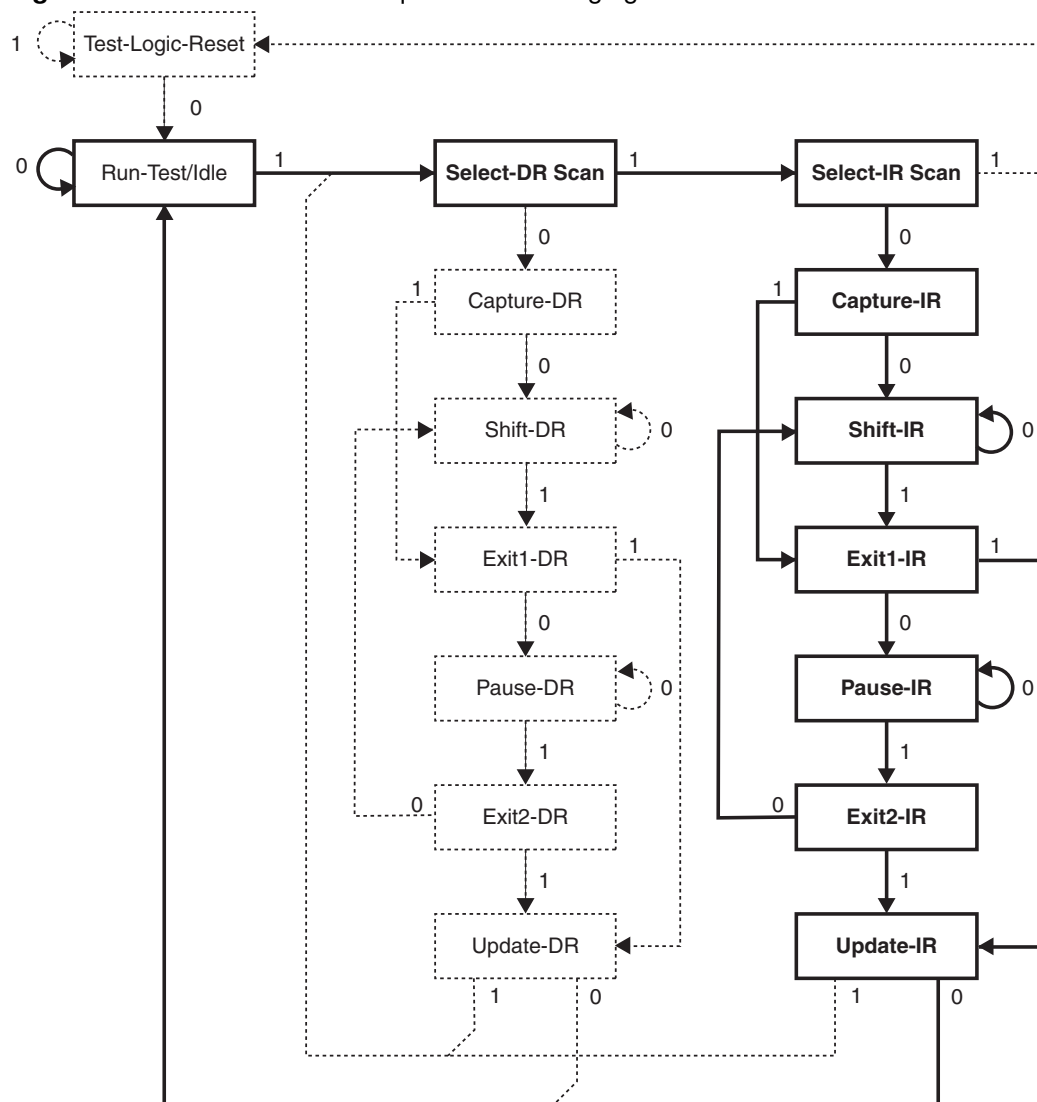 1
Test-Logic-Reset
0
0
Run-Test/Idle
1
Select-DR Scan
1
Select-IR Scan
1
0
0
1
Capture-DR
1
Capture-IR
0
0
Shift-DR
0
Shift-IR
0
1
1
Exit1-DR
1
Exit1-IR
1
0
0
Pause-DR
0
Pause-IR
0
1
1
0
Exit2-DR
0
Exit2-IR
1
1
Update-DR
Update-IR
1
0
1
0